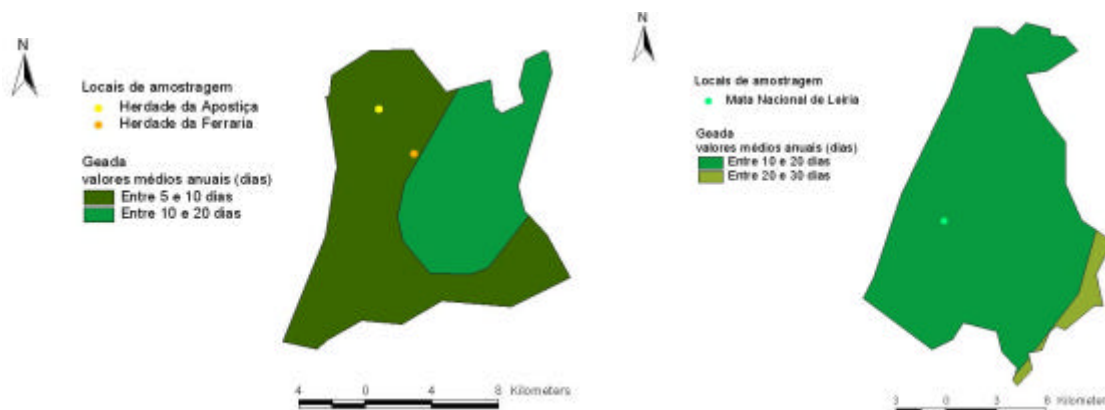 N
Locais de amostragem
Herdade da Apostiça
Herdade da Ferraria
Geada
valores médios anuais (dias)
Entre 5 e 10 dias
Entre 10 e 20 dias
4 0 4 8 Kilometers
N
Locais de amostragem
Mata Nacional de Leiria
Geada
valores médios anuais (dias)
Entre 10 e 20 dias
Entre 20 e 30 dias
3 0 3 6 Kilomet